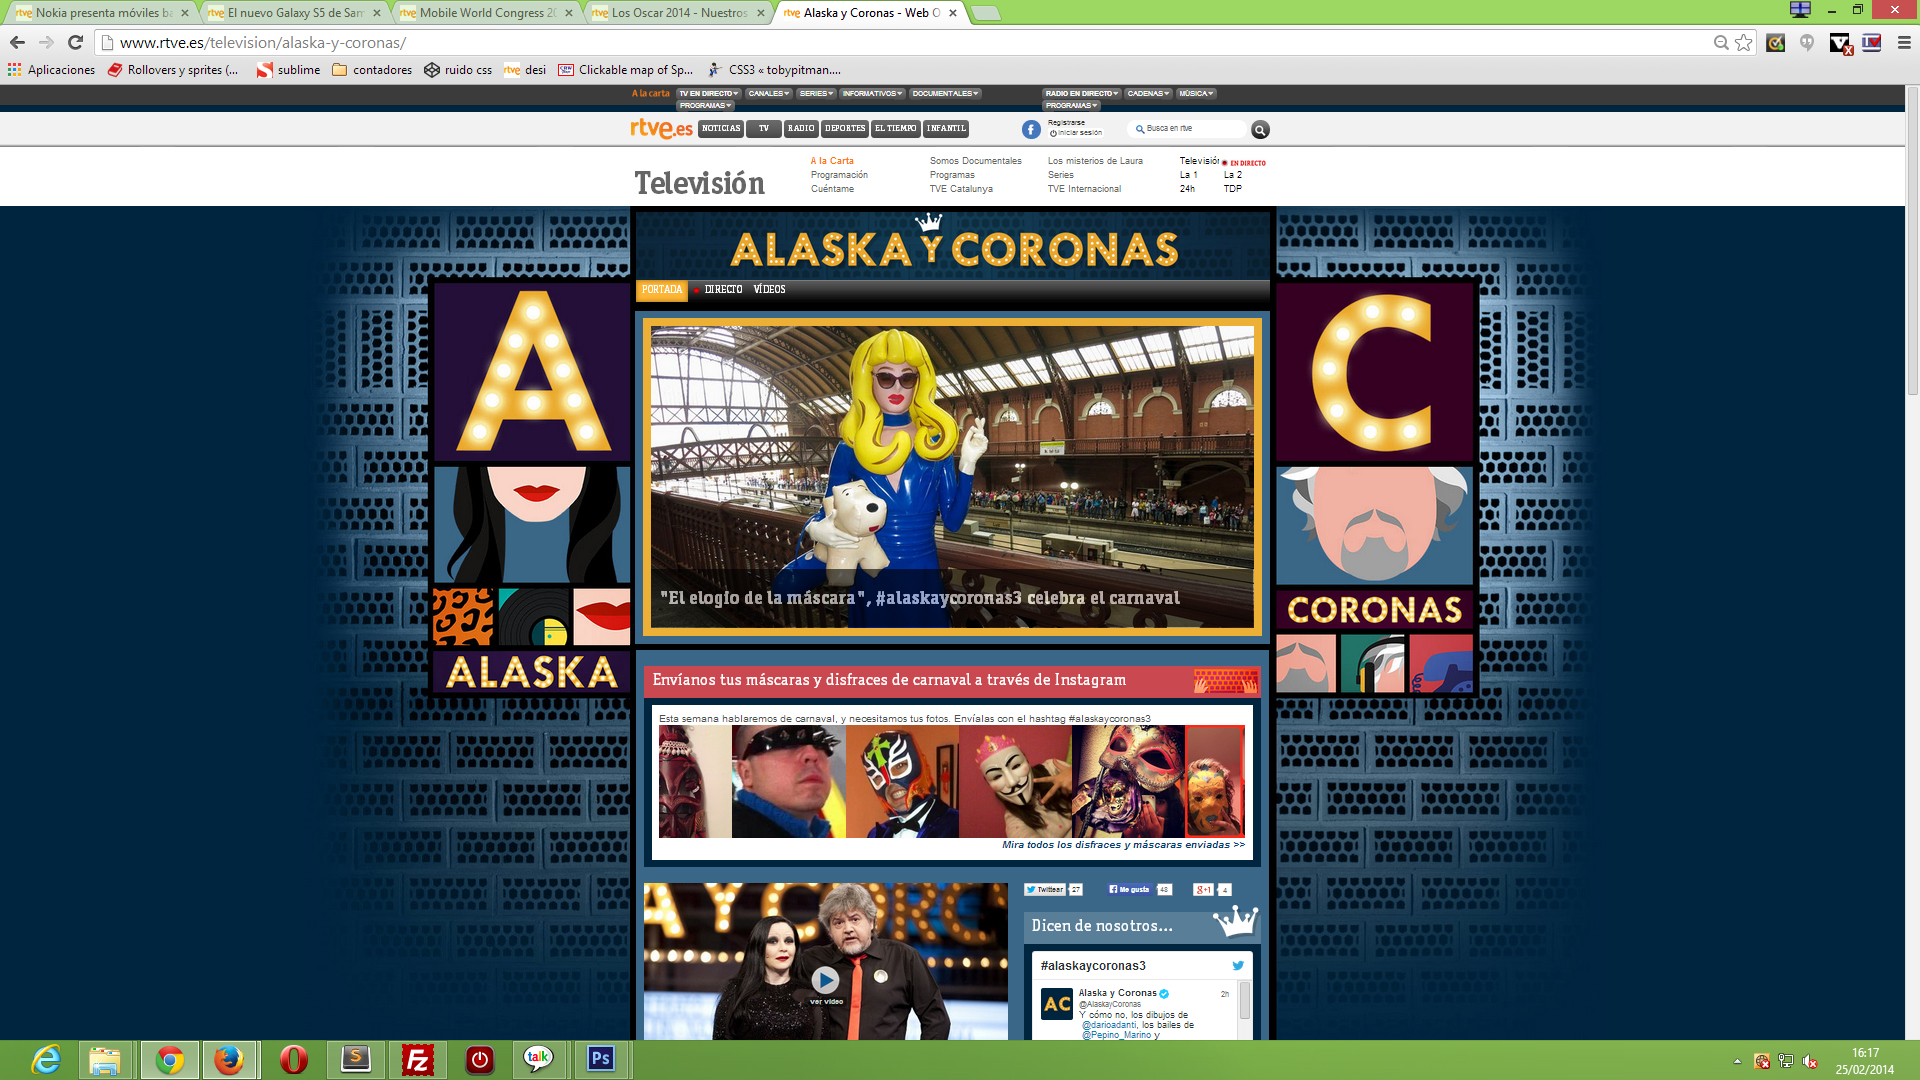 Nokia presenta móviles ba
El nuevo Galaxy S5 de Sam
Mobile World Congress 20
Los Oscar 2014 - Nuestros
Alaska y Coronas - Web O
www.rtve.es/television/alaska-y-coronas/
Aplicaciones
Rollovers y sprites (...
sublime
contadores
ruido css
desi
Clickable map of Sp...
CSS3 « tobypitman....
A la carta
TV EN DIRECTO
CANALES
SERIES
INFORMATIVOS
DOCUMENTALES
PROGRAMAS
RADIO EN DIRECTO
CADENAS
MÚSICA
PROGRAMAS
rtve.es
NOTICIAS
TV
RADIO
DEPORTES
EL TIEMPO
INFANTIL
Registrarse
Iniciar sesión
Busca en rtve
Televisión
A la Carta
Programación
Cuéntame
Somos Documentales
Programas
TVE Catalunya
Los misterios de Laura
Series
TVE Internacional
Televisión EN DIRECTO
La 1 La 2
24h TDP
ALASKA Y CORONAS
PORTADA DIRECTO VÍDEOS
A
ALASKA
C
CORONAS
"El elogio de la máscara", #alaskaycoronas3 celebra el carnaval
Envíanos tus máscaras y disfraces de carnaval a través de Instagram
Esta semana hablaremos de carnaval, y necesitamos tus fotos. Envíalas con el hashtag #alaskaycoronas3
Mira todos los disfraces y máscaras enviadas >>
ver video
Twittear 27
Me gusta 48
+1 4
Dicen de nosotros...
#alaskaycoronas3
AC
Alaska y Coronas 2h
@AlaskaCoronas
Y cómo no, los dibujos de
@darioadanti, los bailes de
@Pepino_Marino y
talk
Ps
16:17
25/02/2014